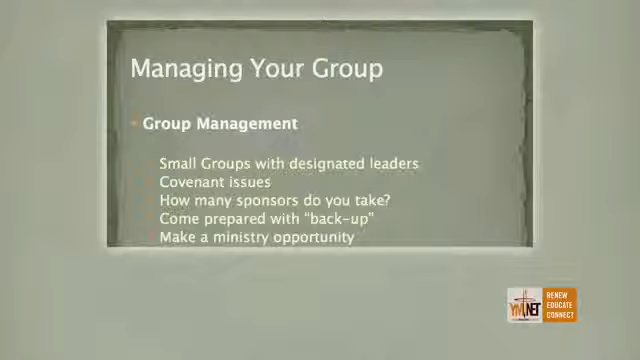 Managing Your Group
Group Management
Small Groups with designated leaders
Covenant issues
How many sponsors do you take?
Come prepared with “back-up”
Make a ministry opportunity
YMNET
RENEW
EDUCATE
CONNECT